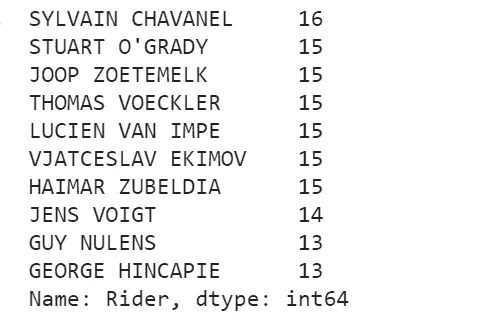 SYLVAIN CHAVANEL 16
STUART O'GRADY 15
JOOP ZOETEMELK 15
THOMAS VOECKLER 15
LUCIEN VAN IMPE 15
VJATCESLAV EKIMOV 15
HAIMAR ZUBELDIA 15
JENS VOIGT 14
GUY NULENS 13
GEORGE HINCAPIE 13
Name: Rider, dtype: int64